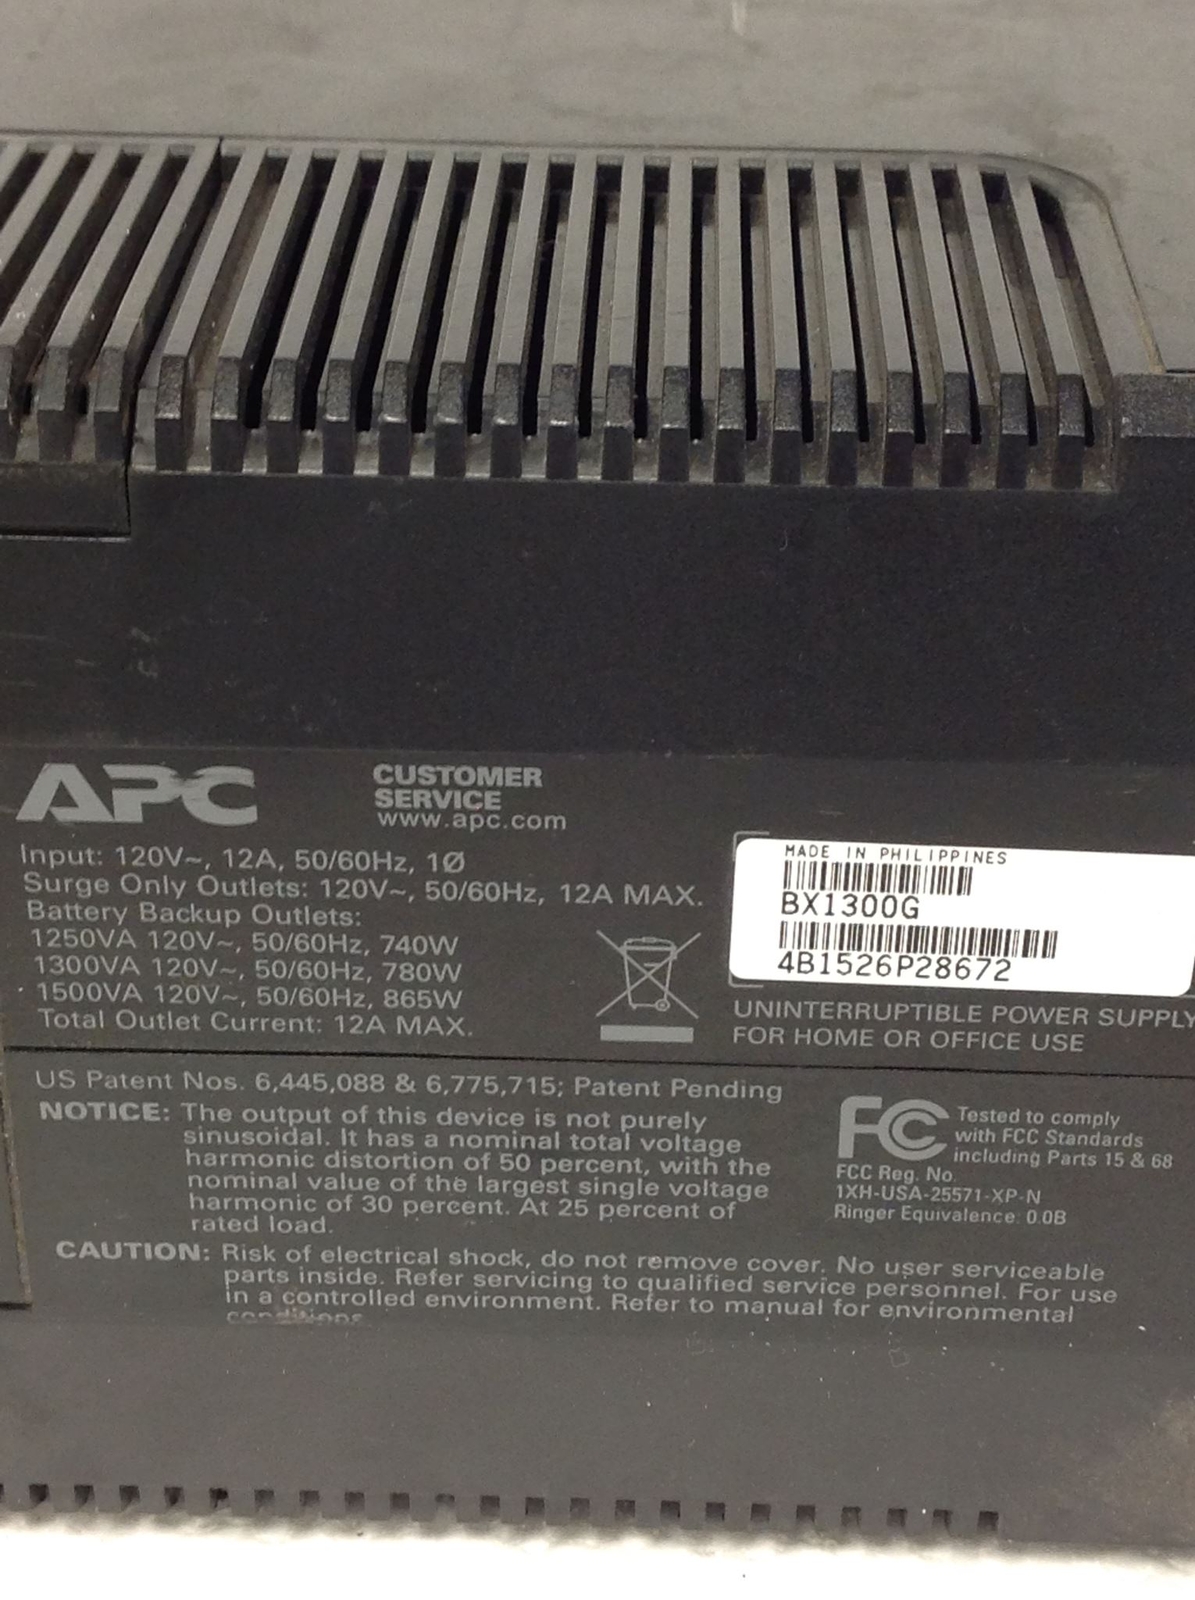 APC
CUSTOMER
SERVICE
www.apc.com
Input: 120V~, 12A, 50/60Hz, 1Ø
Surge Only Outlets: 120V~, 50/60Hz, 12A MAX.
Battery Backup Outlets:
1250VA 120V~, 50/60Hz, 740W
1300VA 120V~, 50/60Hz, 780W
1500VA 120V~, 50/60Hz, 865W
Total Outlet Current: 12A MAX.
MADE IN PHILIPPINES
BX1300G
4B1526P28672
UNINTERRUPTIBLE POWER SUPPLY
FOR HOME OR OFFICE USE
US Patent Nos. 6,445,088 & 6,775,715; Patent Pending
NOTICE: The output of this device is not purely
sinusoidal. It has a nominal total voltage
harmonic distortion of 50 percent, with the
nominal value of the largest single voltage
harmonic of 30 percent. At 25 percent of
rated load.
FC
Tested to comply
with FCC Standards
including Parts 15 & 68
FCC Reg. No.
1XH-USA-25571-XP-N
Ringer Equivalence: 0.0B
CAUTION: Risk of electrical shock, do not remove cover. No user serviceable
parts inside. Refer servicing to qualified service personnel. For use
in a controlled environment. Refer to manual for environmental
conditions